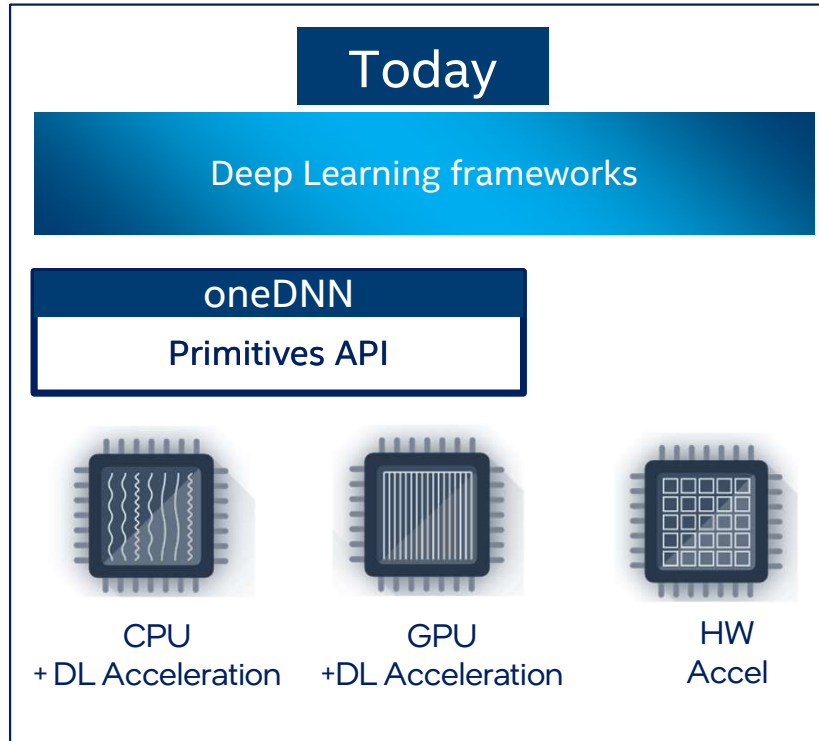 Today
Deep Learning frameworks
oneDNN
Primitives API
CPU
+ DL Acceleration
GPU
+DL Acceleration
HW
Accel